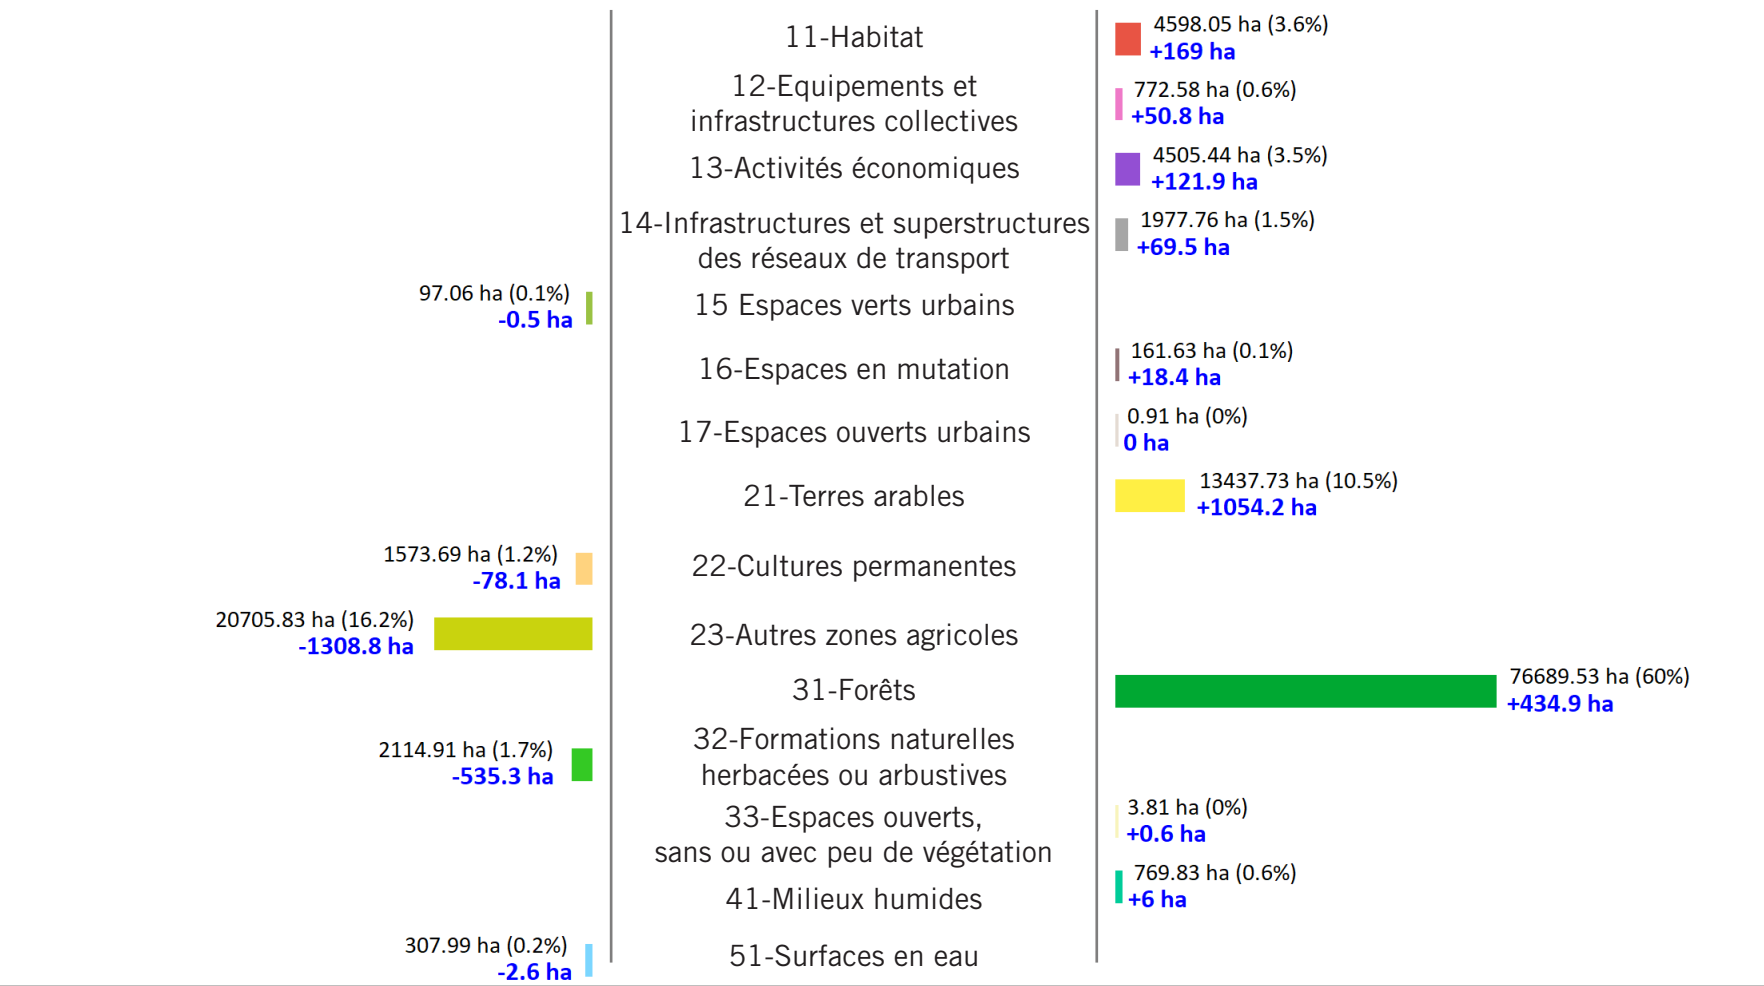 11-Habitat
4598.05 ha (3.6%)
+169 ha
12-Equipements et
infrastructures collectives
772.58 ha (0.6%)
+50.8 ha
13-Activités économiques
4505.44 ha (3.5%)
+121.9 ha
14-Infrastructures et superstructures
des réseaux de transport
1977.76 ha (1.5%)
+69.5 ha
97.06 ha (0.1%)
-0.5 ha
15 Espaces verts urbains
16-Espaces en mutation
161.63 ha (0.1%)
+18.4 ha
17-Espaces ouverts urbains
0.91 ha (0%)
0 ha
21-Terres arables
13437.73 ha (10.5%)
+1054.2 ha
1573.69 ha (1.2%)
-78.1 ha
22-Cultures permanentes
20705.83 ha (16.2%)
-1308.8 ha
23-Autres zones agricoles
31-Forêts
76689.53 ha (60%)
+434.9 ha
2114.91 ha (1.7%)
-535.3 ha
32-Formations naturelles
herbacées ou arbustives
33-Espaces ouverts,
sans ou avec peu de végétation
3.81 ha (0%)
+0.6 ha
41-Milieux humides
769.83 ha (0.6%)
+6 ha
307.99 ha (0.2%)
-2.6 ha
51-Surfaces en eau